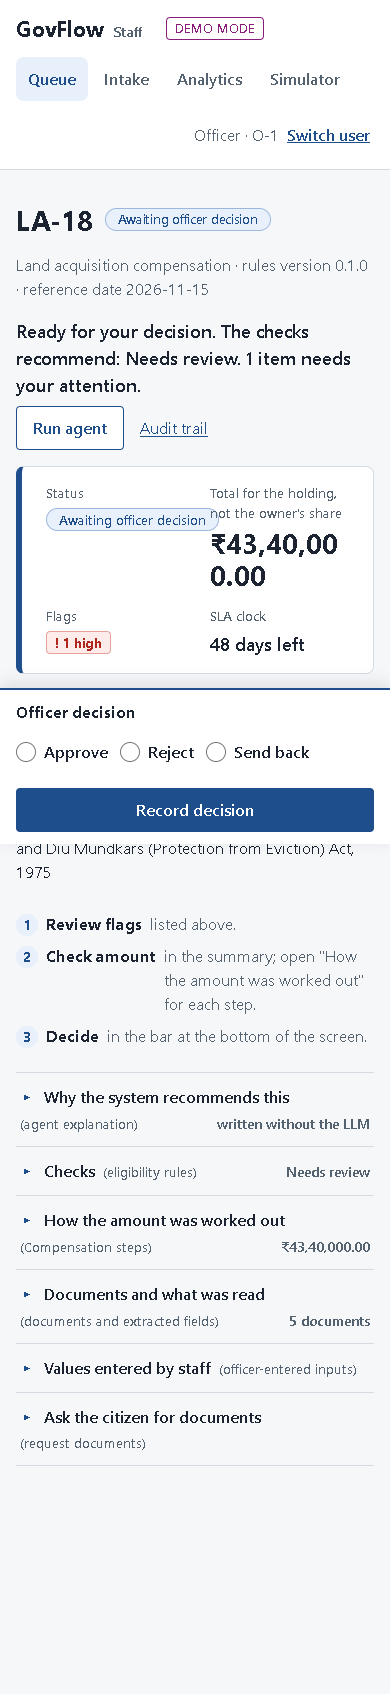 GovFlow Staff DEMO MODE
Queue Intake Analytics Simulator
Officer · O-1 Switch user
LA-18 Awaiting officer decision
Land acquisition compensation · rules version 0.1.0
· reference date 2026-11-15
Ready for your decision. The checks
recommend: Needs review. 1 item needs
your attention.
Run agent Audit trail
Status
Awaiting officer decision
Total for the holding,
not the owner's share
₹43,40,00
0.00
Flags
! 1 high
SLA clock
48 days left
Officer decision
Approve Reject Send back
Record decision
and Diu Mundkars (Protection from Eviction) Act,
1975
1 Review flags listed above.
2 Check amount in the summary; open "How
the amount was worked out"
for each step.
3 Decide in the bar at the bottom of the screen.
Why the system recommends this
(agent explanation) written without the LLM
Checks (eligibility rules) Needs review
How the amount was worked out
(Compensation steps) ₹43,40,000.00
Documents and what was read
(documents and extracted fields) 5 documents
Values entered by staff (officer-entered inputs)
Ask the citizen for documents
(request documents)